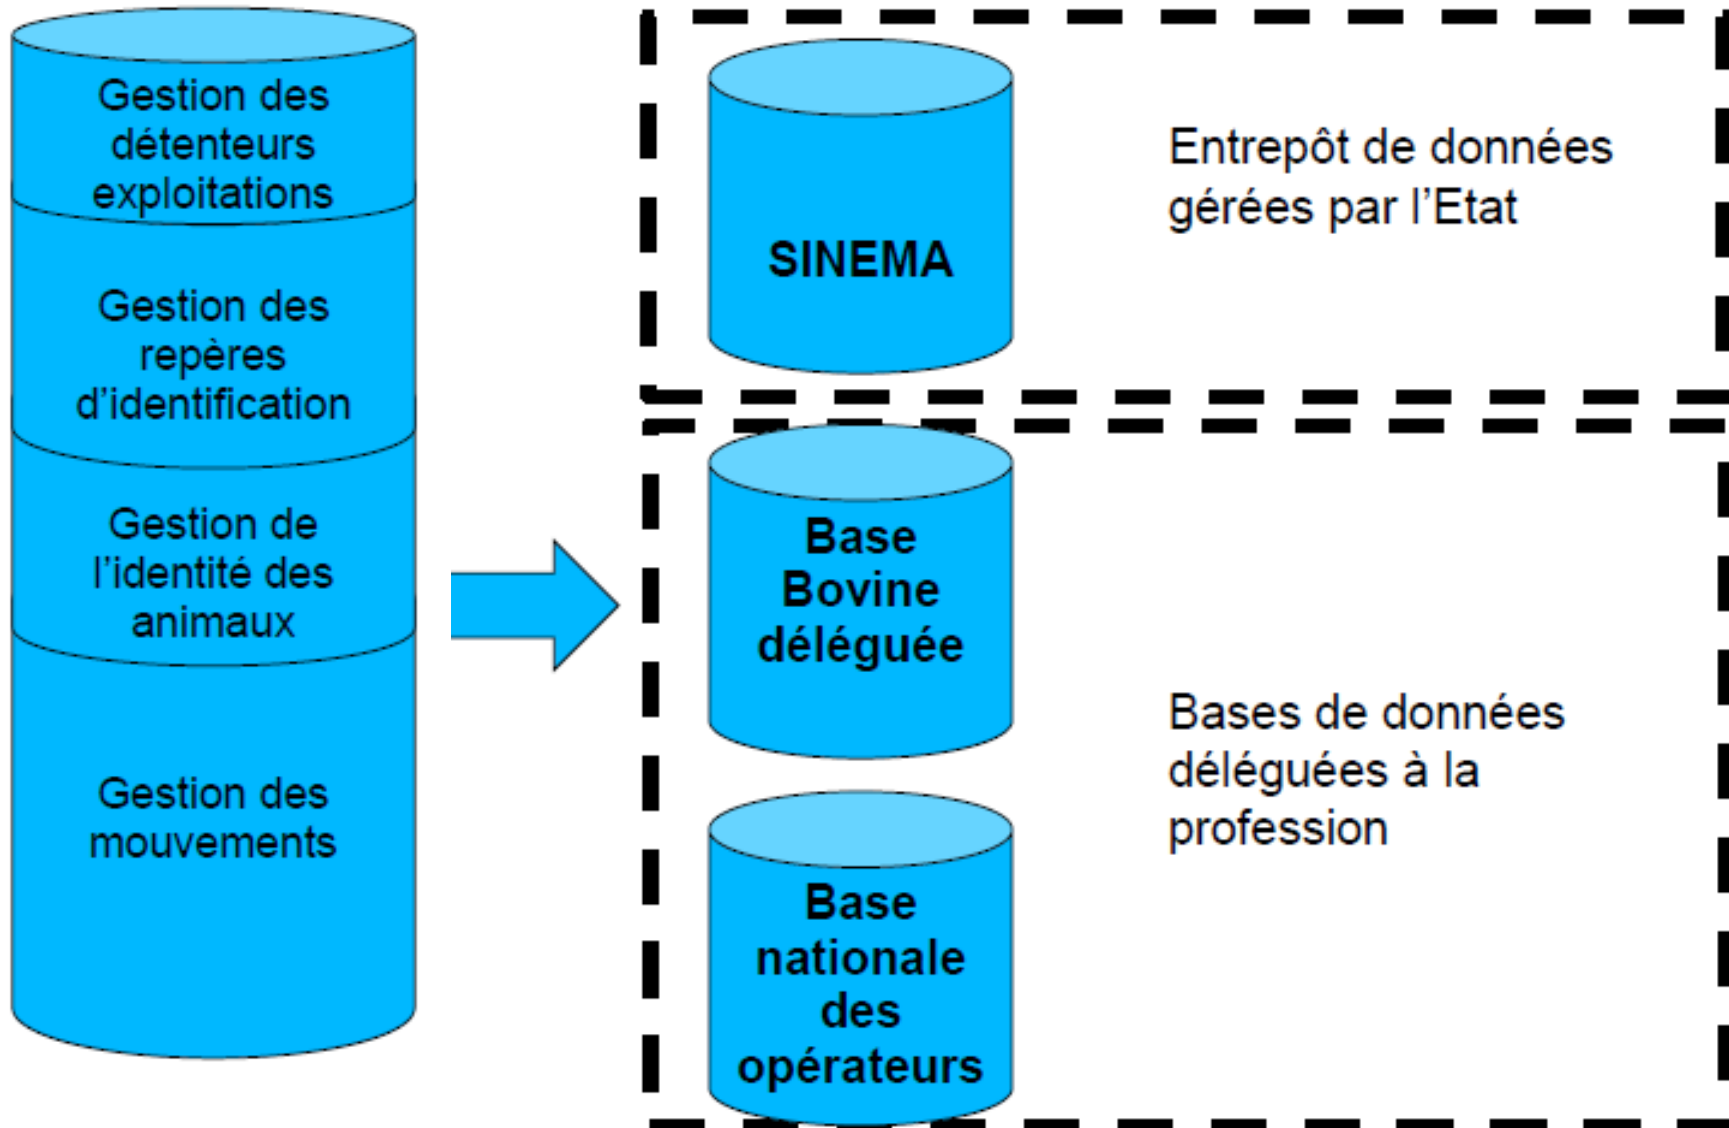 Gestion des
détenteurs
exploitations
Gestion des
repères
d'identification
Gestion de
l'identité des
animaux
Gestion des
mouvements
SINEMA
Entrepôt de données
gérées par l'Etat
Base
Bovine
déléguée
Base
nationale
des
opérateurs
Bases de données
déléguées à la
profession